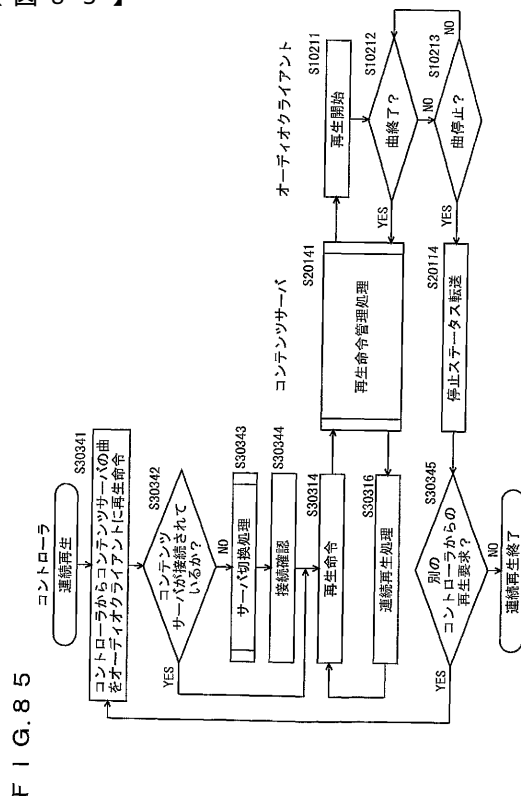 【図85】
FIG.85
コントローラ
連続再生
S30341
コントローラからコンテンツサーバの曲
をオーディオクライアントに再生命令
S30342
コンテンツ
サーバが接続されて
いるか?
YES
NO
S30343
サーバ切換処理
S30344
接続確認
S30314
再生命令
S30316
連続再生処理
S30345
別の
コントローラからの
再生要求?
YES
NO
連続再生終了
コンテンツサーバ
S20141
再生命令管理処理
S20114
停止ステータス転送
オーディオクライアント
S10211
再生開始
S10212
曲終了?
YES
NO
S10213
曲停止?
NO
YES